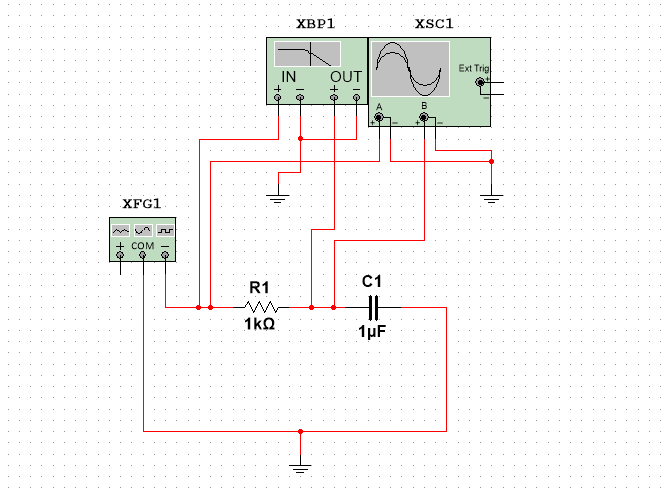 XBP1
XSC1
IN OUT
+ − + −
Ext Trig
+
−
A
B
+ − + −
XFG1
+ COM −
R1
1kΩ
C1
1µF